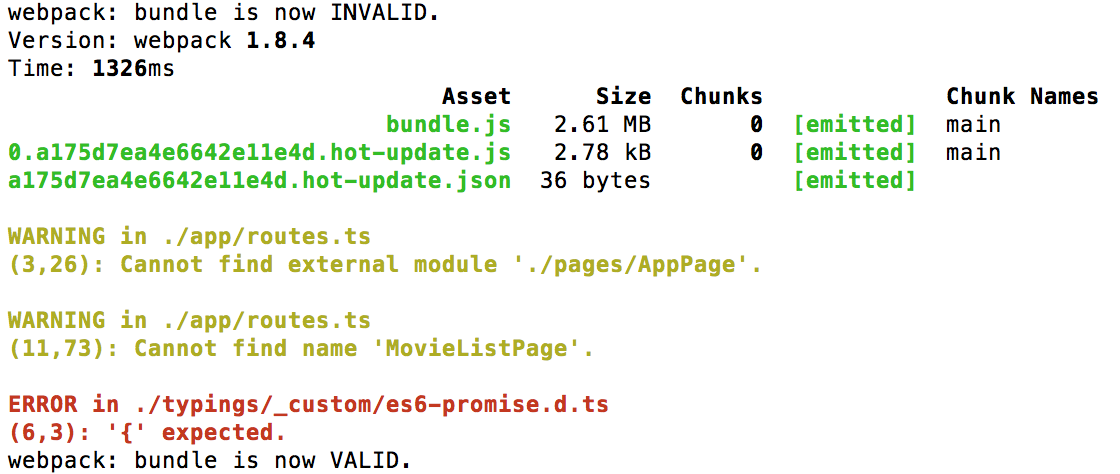 webpack: bundle is now INVALID.
Version: webpack 1.8.4
Time: 1326ms
Asset Size Chunks Chunk Names
bundle.js 2.61 MB 0 [emitted] main
0.a175d7ea4e6642e11e4d.hot-update.js 2.78 kB 0 [emitted] main
a175d7ea4e6642e11e4d.hot-update.json 36 bytes [emitted]
WARNING in ./app/routes.ts
(3,26): Cannot find external module './pages/AppPage'.
WARNING in ./app/routes.ts
(11,73): Cannot find name 'MovieListPage'.
ERROR in ./typings/_custom/es6-promise.d.ts
(6,3): '{' expected.
webpack: bundle is now VALID.